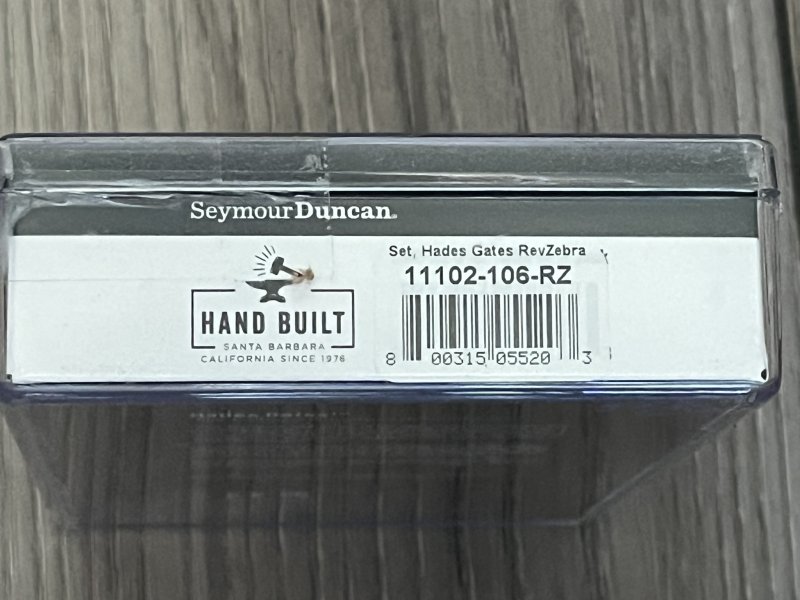 SeymourDuncan.
Set, Hades Gates RevZebra
11102-106-RZ
HAND BUILT
SANTA BARBARA
CALIFORNIA SINCE 1976
8 00315 05520 3